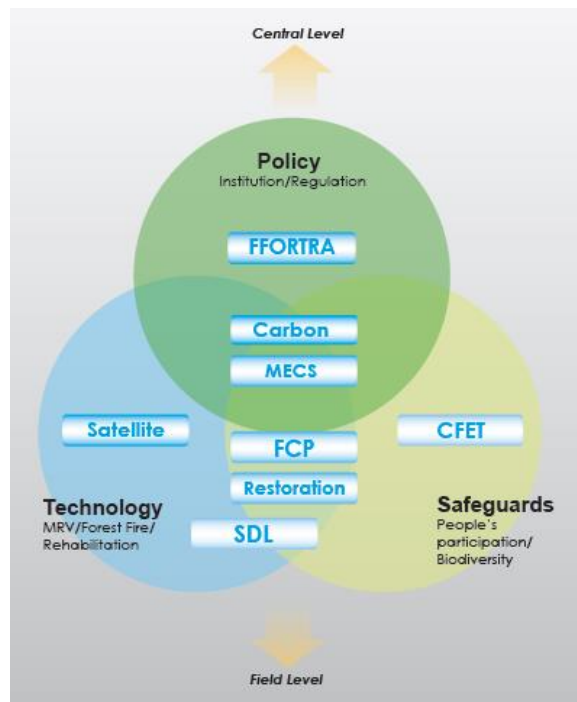 Central Level
Policy
Institution/Regulation
FFORTRA
Carbon
MECS
Satellite
FCP
CFET
Restoration
Technology
MRV/Forest Fire/
Rehabilitation
SDL
Safeguards
People's
participation/
Biodiversity
Field Level